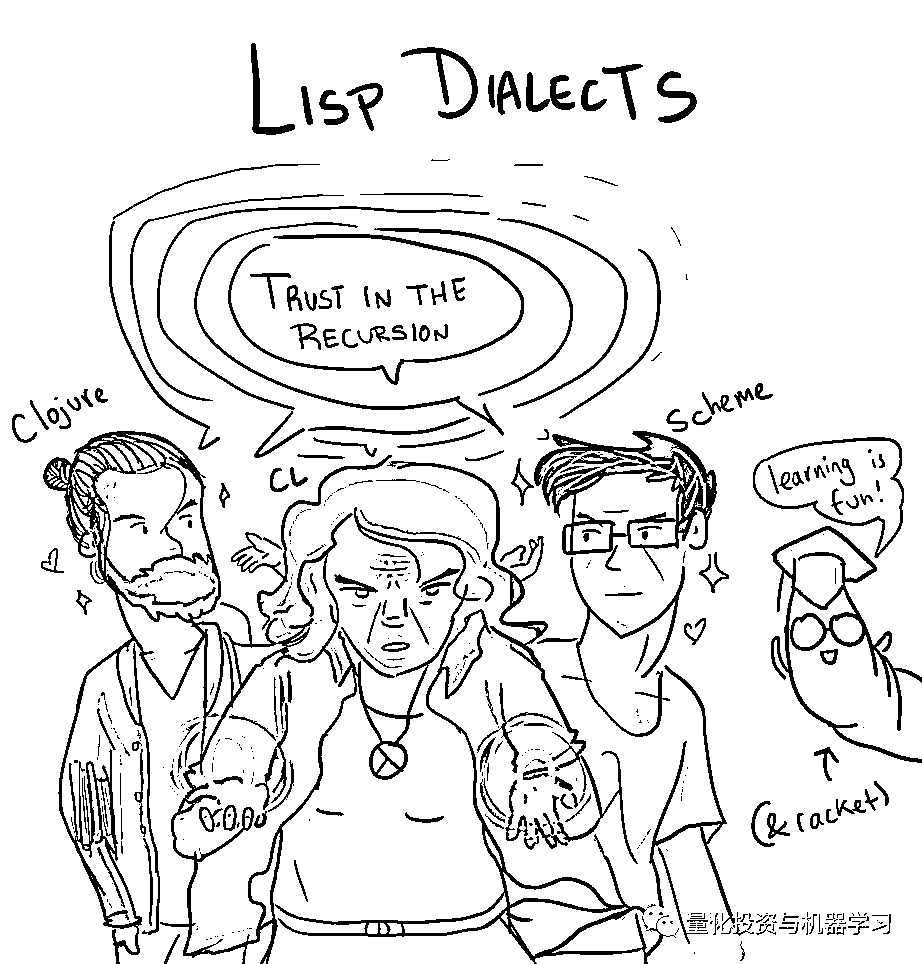 LISP DIALECTS
TRUST IN THE
RECURSION
Clojure
Scheme
CL
learning is
fun!
(& racket)
量化投资与机器学习